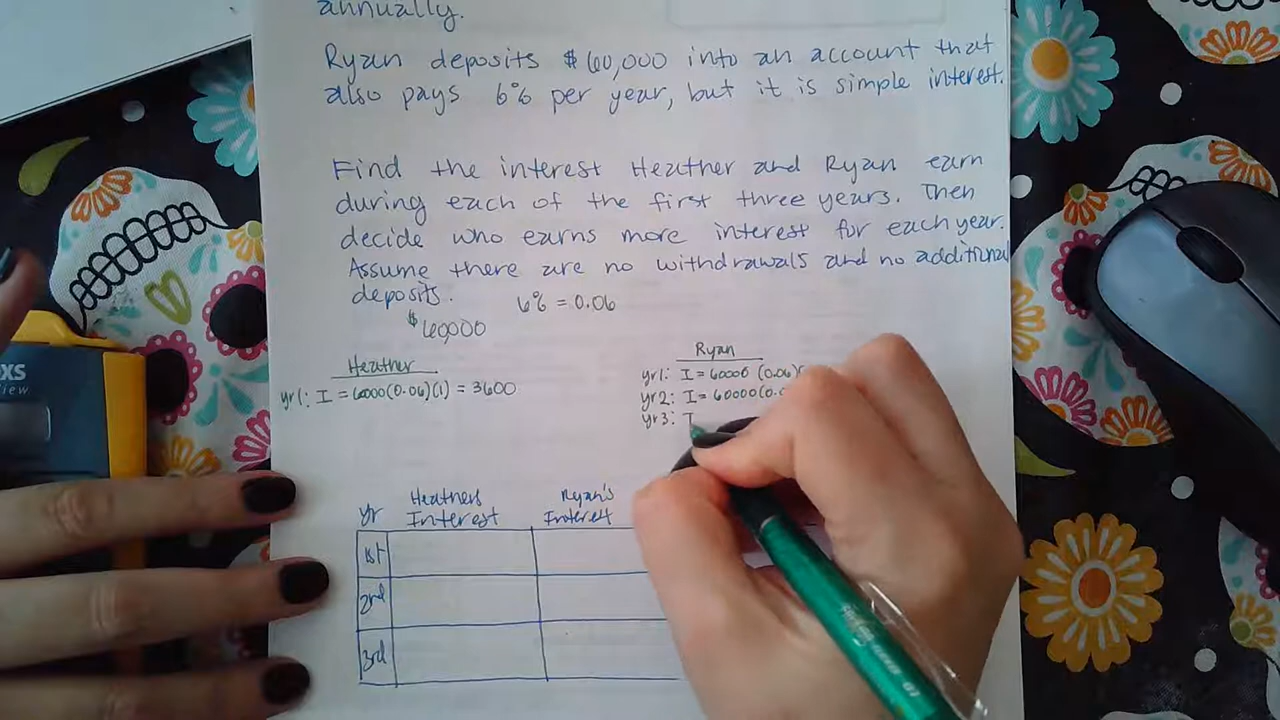 annually.
Ryan deposits $60,000 into an account that
also pays 6% per year, but it is simple interest.
Find the interest Heather and Ryan earn
during each of the first three years. Then
decide who earns more interest for each year.
Assume there are no withdrawals and no additional
deposits.
6% = 0.06
$60000
Heather
yr1: I = 6000(0.06)(1) = 3600
Ryan
yr1: I = 60000 (0.06)
yr2: I = 60000(0.0
yr3: I
yr
Heather's Interest
Ryan's Interest
1st
2nd
3rd
XS